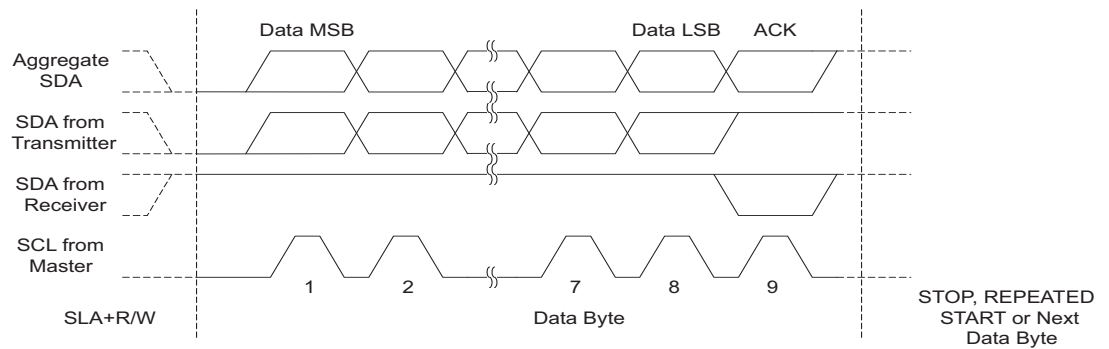 Data MSB
Data LSB
ACK
Aggregate
SDA
SDA from
Transmitter
SDA from
Receiver
SCL from
Master
1
2
7
8
9
SLA+R/W
Data Byte
STOP, REPEATED
START or Next
Data Byte